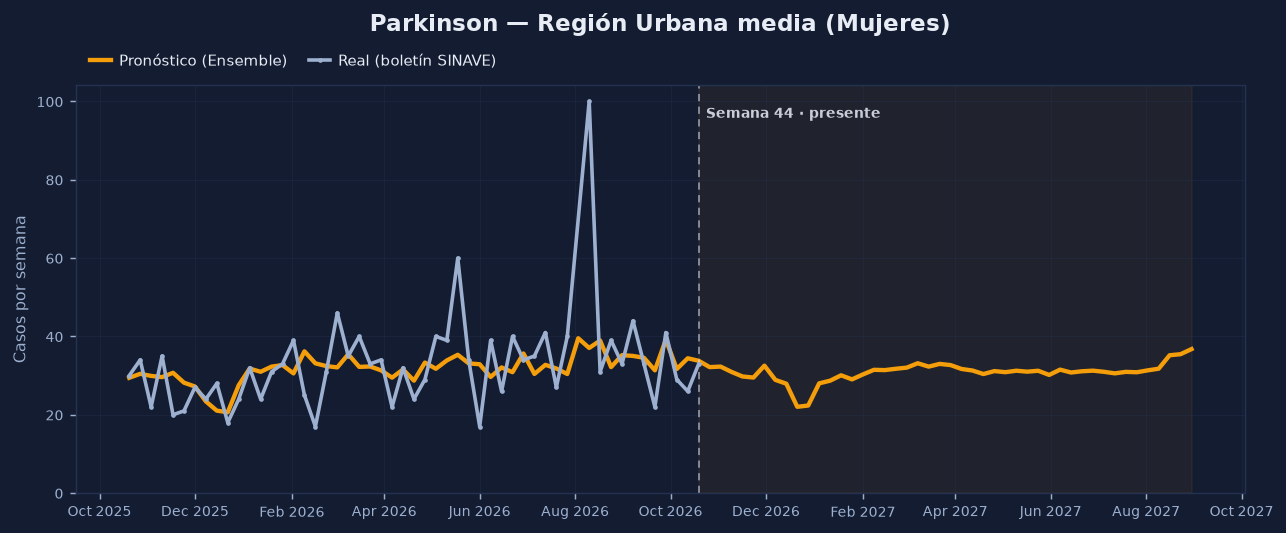 Parkinson — Región Urbana media (Mujeres)
Pronóstico (Ensemble)
Real (boletín SINAVE)
Semana 44 · presente
Casos por semana
100
80
60
40
20
0
Oct 2025
Dec 2025
Feb 2026
Apr 2026
Jun 2026
Aug 2026
Oct 2026
Dec 2026
Feb 2027
Apr 2027
Jun 2027
Aug 2027
Oct 2027